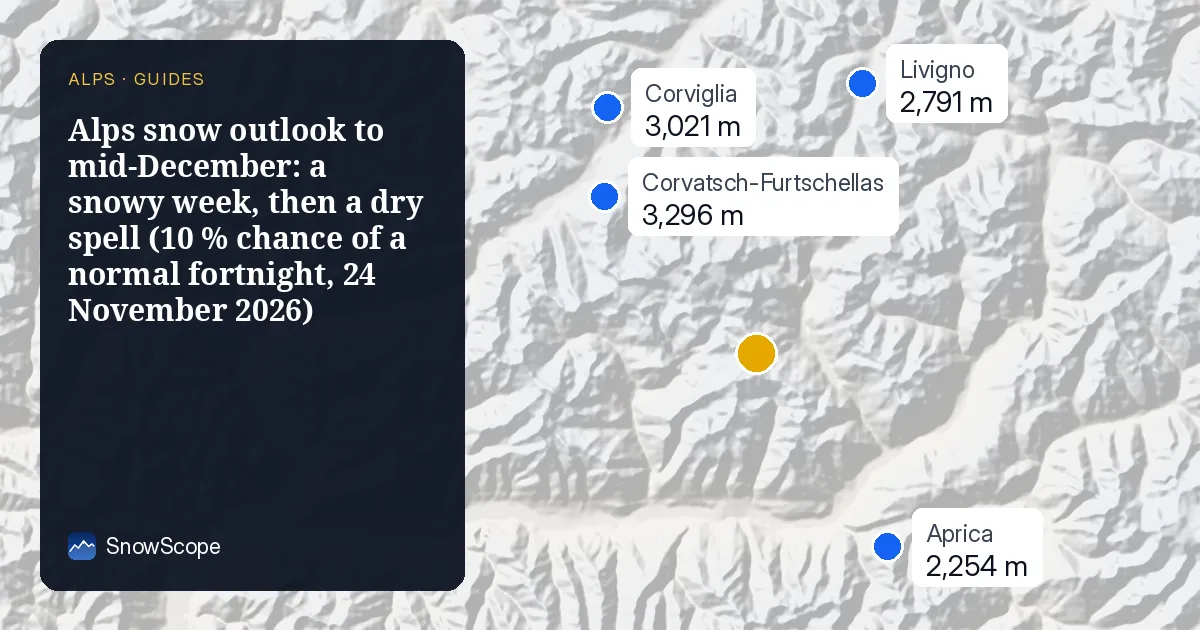 ALPS · GUIDES
Alps snow outlook to
mid-December: a
snowy week, then a dry
spell (10 % chance of a
normal fortnight, 24
November 2026)
SnowScope
Corviglia
3,021 m
Livigno
2,791 m
Corvatsch-Furtschellas
3,296 m
Aprica
2,254 m